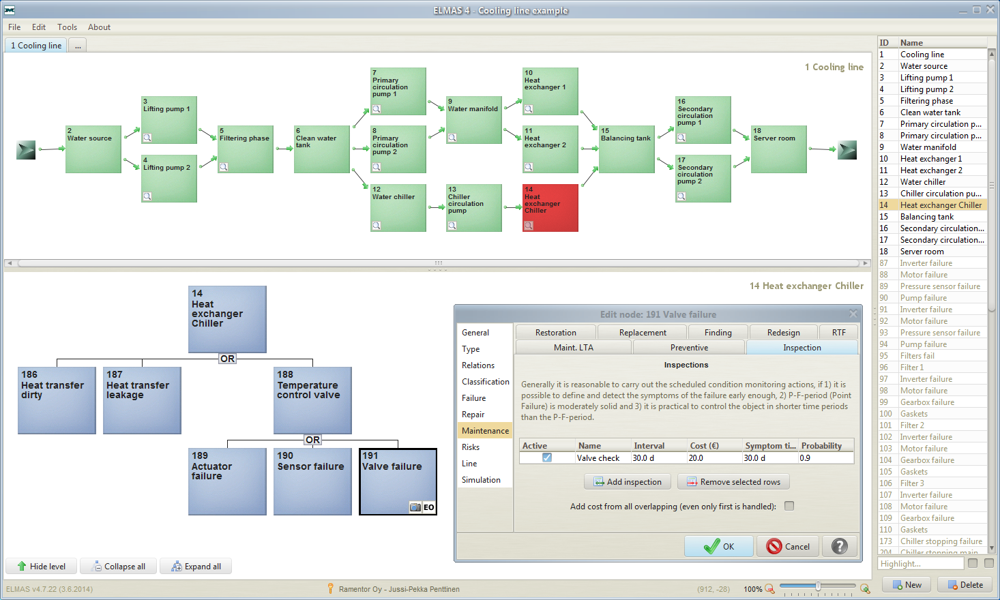 ELMAS 4 - Cooling line example
File Edit Tools About
1 Cooling line ...
1 Cooling line
2
Water source
3
Lifting pump 1
4
Lifting pump 2
5
Filtering phase
6
Clean water
tank
7
Primary
circulation
pump 1
8
Primary
circulation
pump 2
9
Water manifold
10
Heat
exchanger 1
11
Heat
exchanger 2
12
Water chiller
13
Chiller
circulation
pump
14
Heat
exchanger
Chiller
15
Balancing tank
16
Secondary
circulation
pump 1
17
Secondary
circulation
pump 2
18
Server room
14 Heat exchanger Chiller
14
Heat
exchanger
Chiller
OR
186
Heat transfer
dirty
187
Heat transfer
leakage
188
Temperature
control valve
OR
189
Actuator
failure
190
Sensor failure
191
Valve failure
EO
Edit node: 191 Valve failure
General
Type
Relations
Classification
Failure
Repair
Maintenance
Risks
Line
Simulation
Restoration Replacement Finding Redesign RTF
Maint. LTA Preventive Inspection
Inspections
Generally it is reasonable to carry out the scheduled condition monitoring actions, if 1) it is
possible to define and detect the symptoms of the failure early enough, 2) P-F-period (Point
Failure) is moderately solid and 3) it is practical to control the object in shorter time periods
than the P-F-period.
Active Name Interval Cost (€) Symptom ti... Probability
Valve check 30.0 d 20.0 30.0 d 0.9
Add inspection Remove selected rows
Add cost from all overlapping (even only first is handled):
OK Cancel ?
Hide level Collapse all Expand all
ELMAS v4.7.22 (3.6.2014) Ramentor Oy - Jussi-Pekka Penttinen (912, -28) 100%
ID Name
1 Cooling line
2 Water source
3 Lifting pump 1
4 Lifting pump 2
5 Filtering phase
6 Clean water tank
7 Primary circulation p...
8 Primary circulation p...
9 Water manifold
10 Heat exchanger 1
11 Heat exchanger 2
12 Water chiller
13 Chiller circulation pu...
14 Heat exchanger Chiller
15 Balancing tank
16 Secondary circulation...
17 Secondary circulation...
18 Server room
87 Inverter failure
88 Motor failure
89 Pressure sensor failure
90 Pump failure
91 Inverter failure
92 Motor failure
93 Pressure sensor failure
94 Pump failure
95 Filters fail
96 Filter 1
97 Inverter failure
98 Motor failure
99 Gearbox failure
100 Gaskets
101 Filter 2
102 Inverter failure
103 Motor failure
104 Gearbox failure
105 Gaskets
106 Filter 3
107 Inverter failure
108 Motor failure
109 Gearbox failure
110 Gaskets
173 Chiller stopping failure
204 Chiller stopping main
Highlight...
New Delete